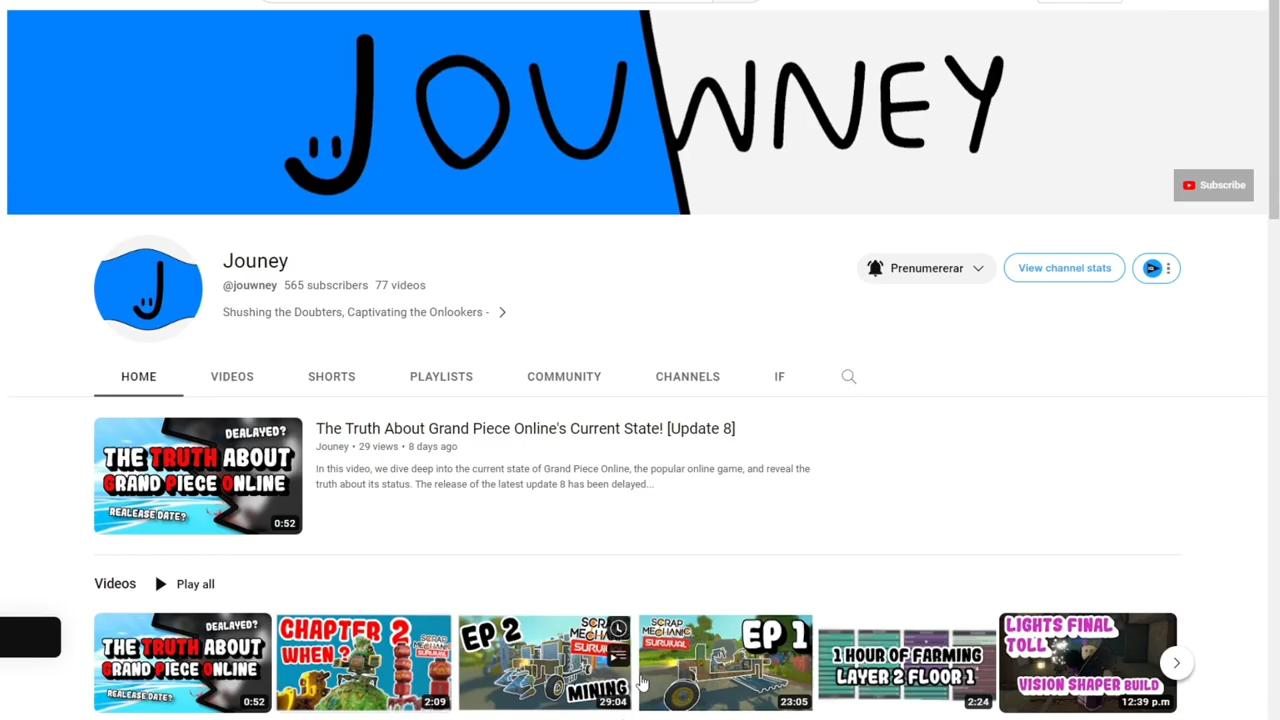 JOUWNEY
Subscribe
Jouney
@jouwney 565 subscribers 77 videos
Shushing the Doubters, Captivating the Onlookers -
Prenumererar
View channel stats
HOME VIDEOS SHORTS PLAYLISTS COMMUNITY CHANNELS IF
DEALAYED?
THE TRUTH ABOUT
GRAND PIECE ONLINE
REALEASE DATE?
0:52
The Truth About Grand Piece Online's Current State! [Update 8]
Jouney • 29 views • 8 days ago
In this video, we dive deep into the current state of Grand Piece Online, the popular online game, and reveal the
truth about its status. The release of the latest update 8 has been delayed...
Videos Play all
DEALAYED?
THE TRUTH ABOUT
GRAND PIECE ONLINE
REALEASE DATE?
0:52
CHAPTER 2
WHEN?
SCRAP
MECHANIC
SURVIVAL
2:09
EP 2
MINING
29:04
SCRAP
MECHANIC
SURVIVAL
EP 1
23:05
1 HOUR OF FARMING
LAYER 2 FLOOR 1
2:24
LIGHTS FINAL
TOLL
VISION SHAPER BUILD
12:39 p.m